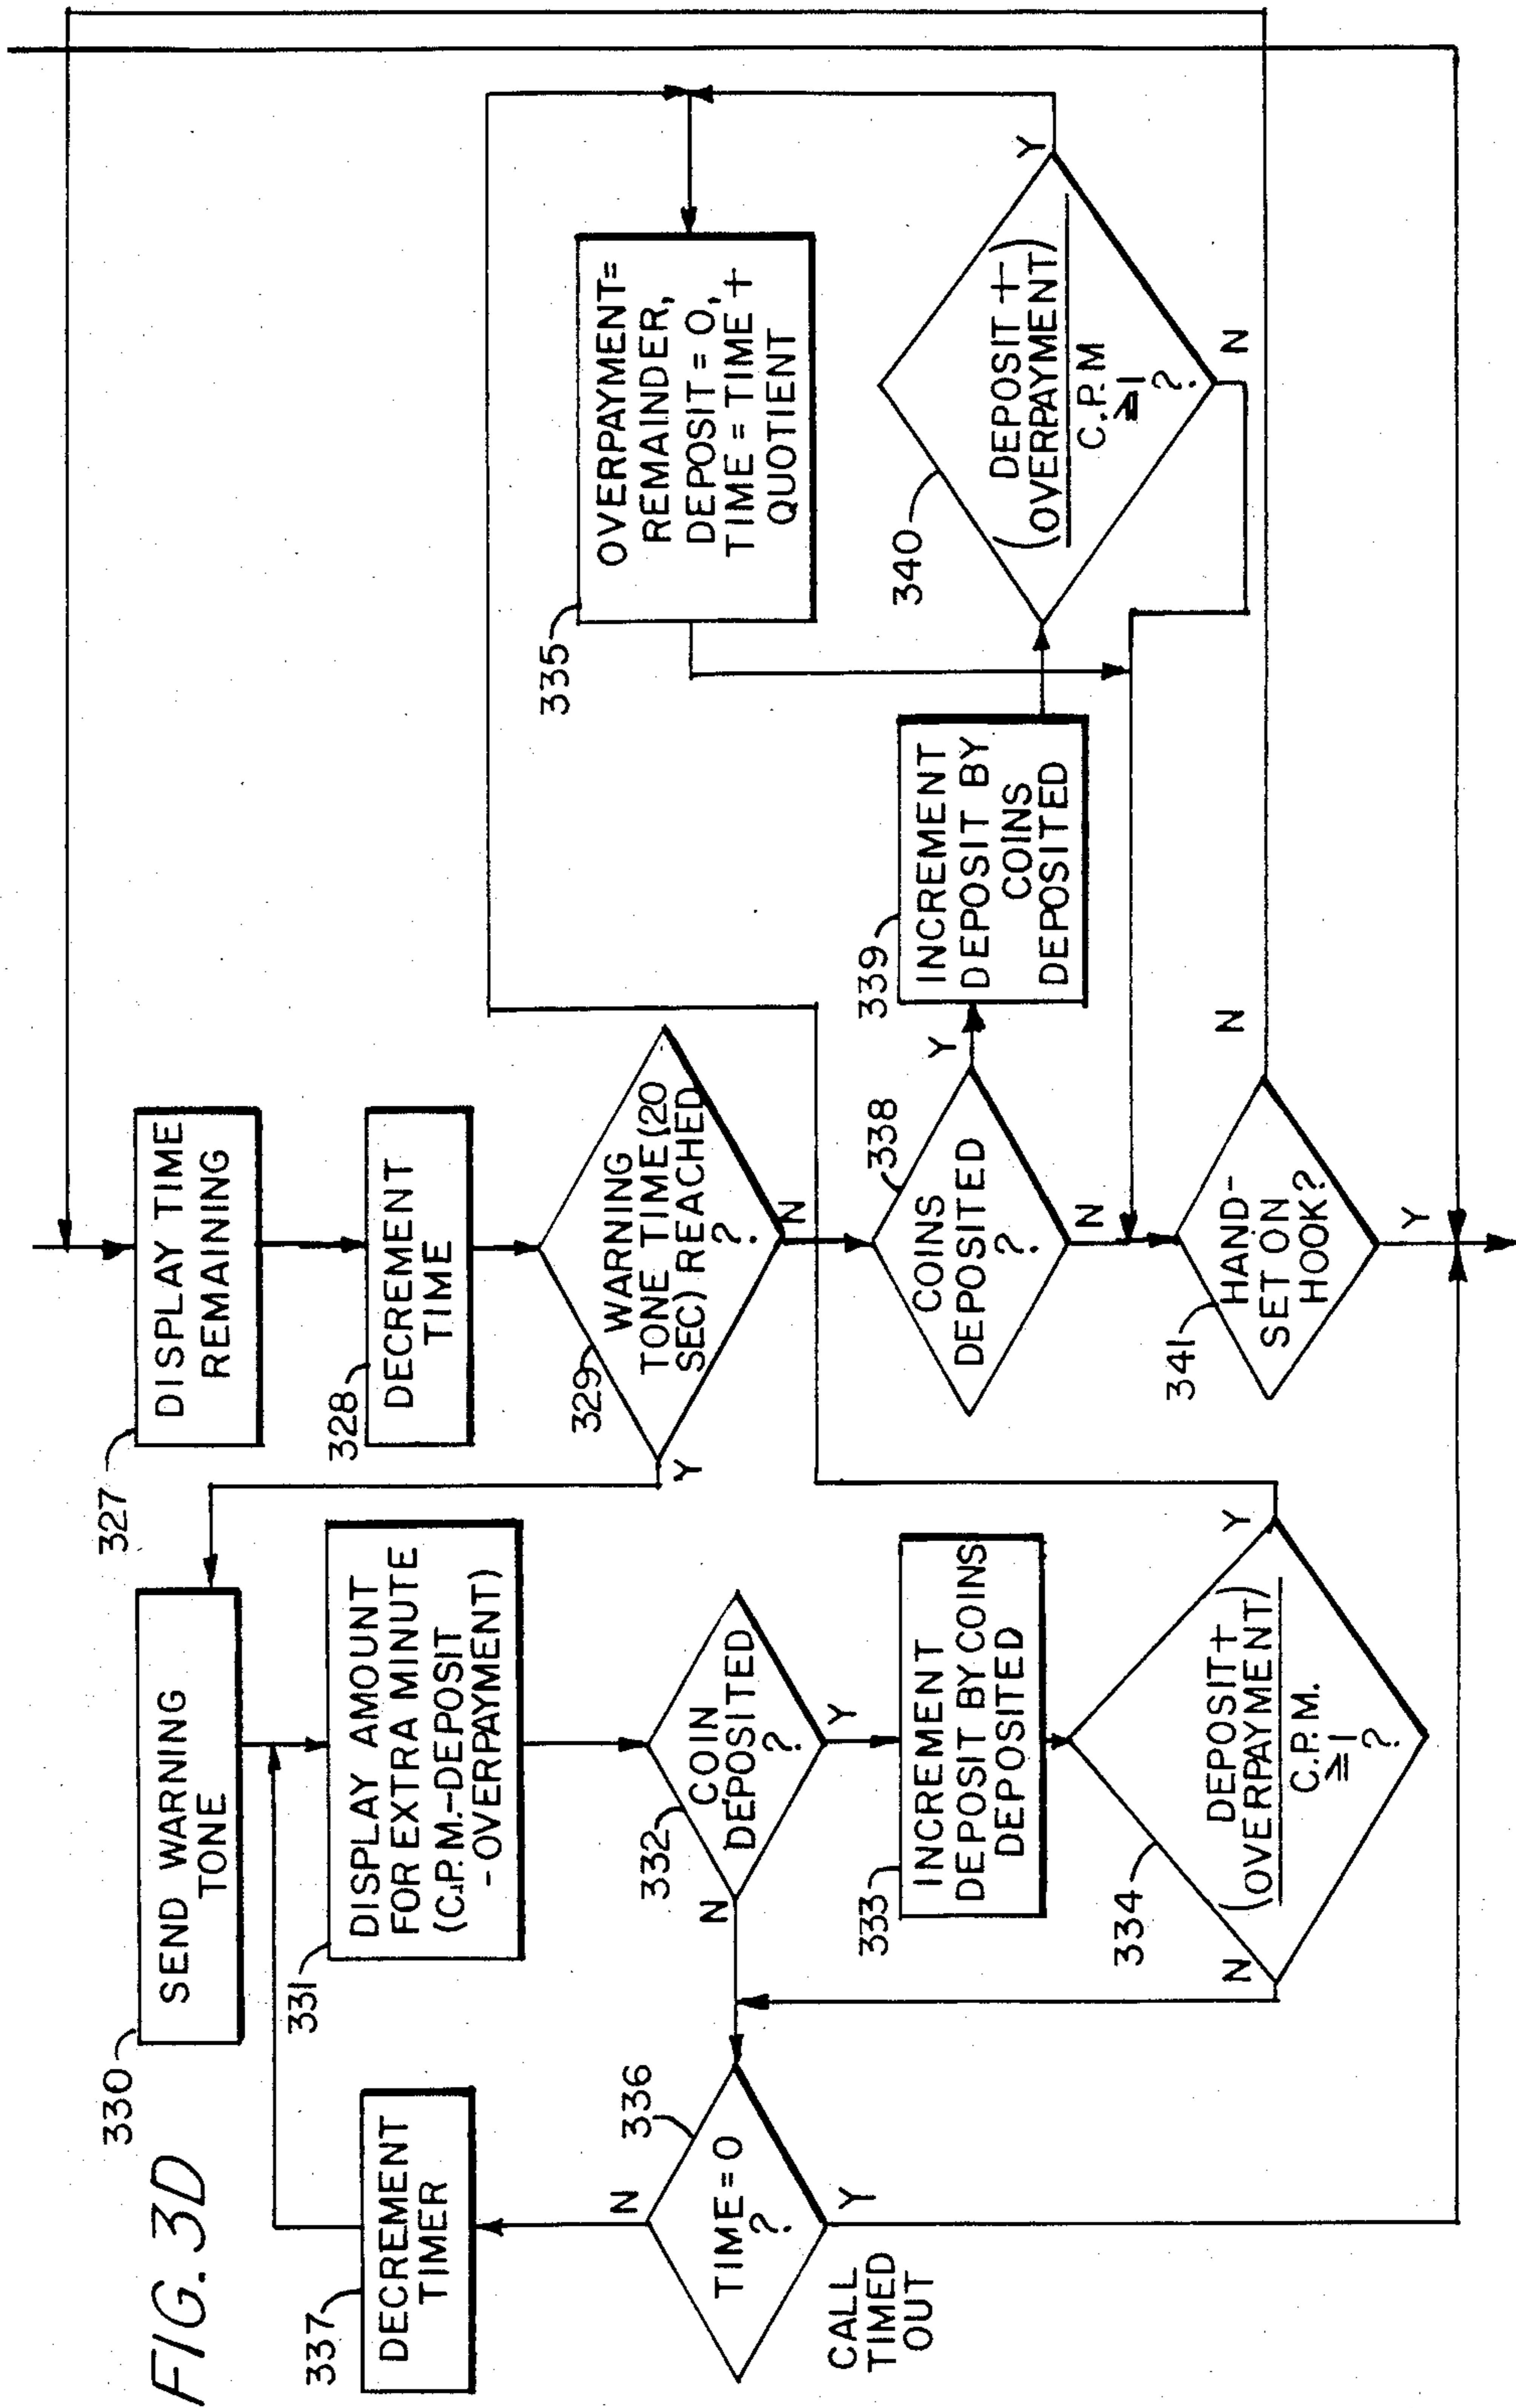 FIG. 3D
330
SEND WARNING
TONE
327
DISPLAY TIME
REMAINING
337
DECREMENT
TIMER
331
DISPLAY AMOUNT
FOR EXTRA MINUTE
(C.P.M.-DEPOSIT
-OVERPAYMENT)
328
DECREMENT
TIME
329
WARNING
TONE TIME (20
SEC) REACHED
?
Y
N
335
OVERPAYMENT=
REMAINDER,
DEPOSIT = 0,
TIME = TIME +
QUOTIENT
336
TIME = 0
?
N
Y
CALL
TIMED
OUT
332
COIN
DEPOSITED
?
N
Y
333
INCREMENT
DEPOSIT BY COINS
DEPOSITED
338
COINS
DEPOSITED
?
Y
N
339
INCREMENT
DEPOSIT BY
COINS
DEPOSITED
340
(DEPOSIT +
OVERPAYMENT)
C.P.M
≥1
?
Y
N
334
(DEPOSIT+
OVERPAYMENT)
C.P.M.
≥1
?
N
Y
341
HAND-
SET ON
HOOK?
N
Y